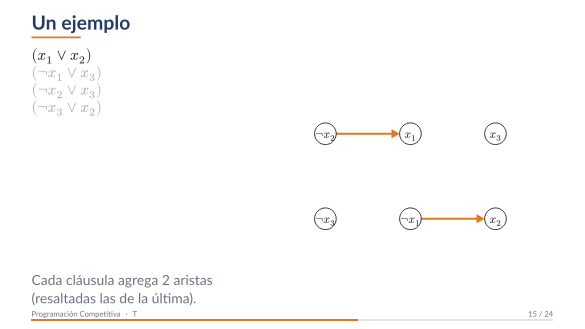 Un ejemplo
(x₁ ∨ x₂)
(¬x₁ ∨ x₃)
(¬x₂ ∨ x₃)
(¬x₃ ∨ x₂)
¬x₂ x₁ x₃
¬x₃ ¬x₁ x₂
Cada cláusula agrega 2 aristas
(resaltadas las de la última).
Programación Competitiva · T 15 / 24